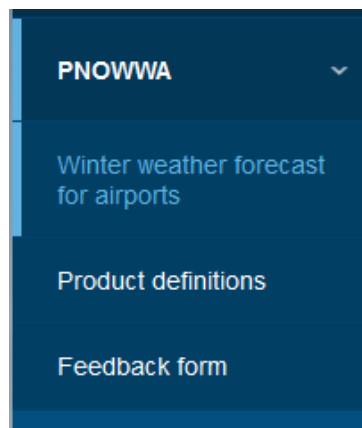 PNOWWA
Winter weather forecast
for airports
Product definitions
Feedback form